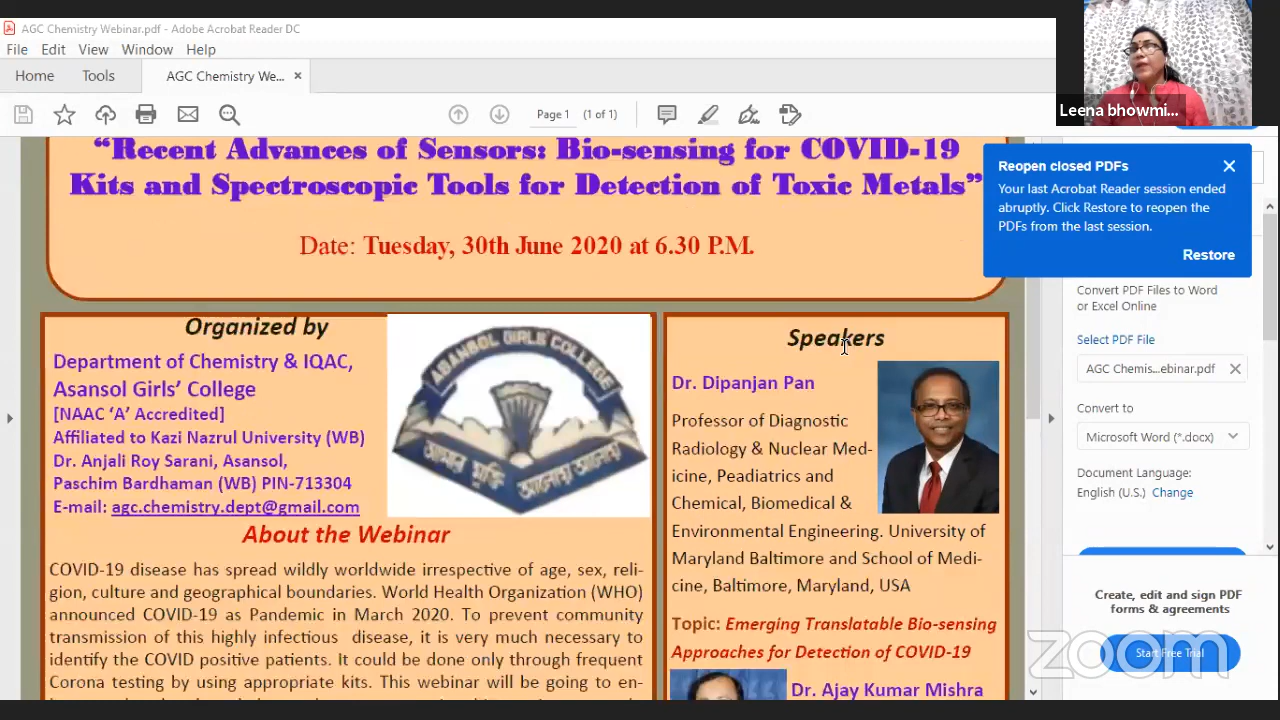 AGC Chemistry Webinar.pdf - Adobe Acrobat Reader DC
File Edit View Window Help
Home Tools AGC Chemistry We... ×
Page 1 (1 of 1)
Leena bhowmi...
“Recent Advances of Sensors: Bio-sensing for COVID-19
Kits and Spectroscopic Tools for Detection of Toxic Metals”
Date: Tuesday, 30th June 2020 at 6.30 P.M.
Organized by
Department of Chemistry & IQAC,
Asansol Girls’ College
[NAAC ‘A’ Accredited]
Affiliated to Kazi Nazrul University (WB)
Dr. Anjali Roy Sarani, Asansol,
Paschim Bardhaman (WB) PIN-713304
E-mail: agc.chemistry.dept@gmail.com
ASANSOL GIRLS' COLLEGE
About the Webinar
COVID-19 disease has spread wildly worldwide irrespective of age, sex, reli-
gion, culture and geographical boundaries. World Health Organization (WHO)
announced COVID-19 as Pandemic in March 2020. To prevent community
transmission of this highly infectious disease, it is very much necessary to
identify the COVID positive patients. It could be done only through frequent
Corona testing by using appropriate kits. This webinar will be going to en-
Speakers
Dr. Dipanjan Pan
Professor of Diagnostic
Radiology & Nuclear Med-
icine, Peadiatrics and
Chemical, Biomedical &
Environmental Engineering. University of
Maryland Baltimore and School of Medi-
cine, Baltimore, Maryland, USA
Topic: Emerging Translatable Bio-sensing
Approaches for Detection of COVID-19
Dr. Ajay Kumar Mishra
Reopen closed PDFs
Your last Acrobat Reader session ended
abruptly. Click Restore to reopen the
PDFs from the last session.
Restore
Convert PDF Files to Word
or Excel Online
Select PDF File
AGC Chemis...ebinar.pdf
Convert to
Microsoft Word (*.docx)
Document Language:
English (U.S.) Change
Create, edit and sign PDF
forms & agreements
Start Free Trial
zoom